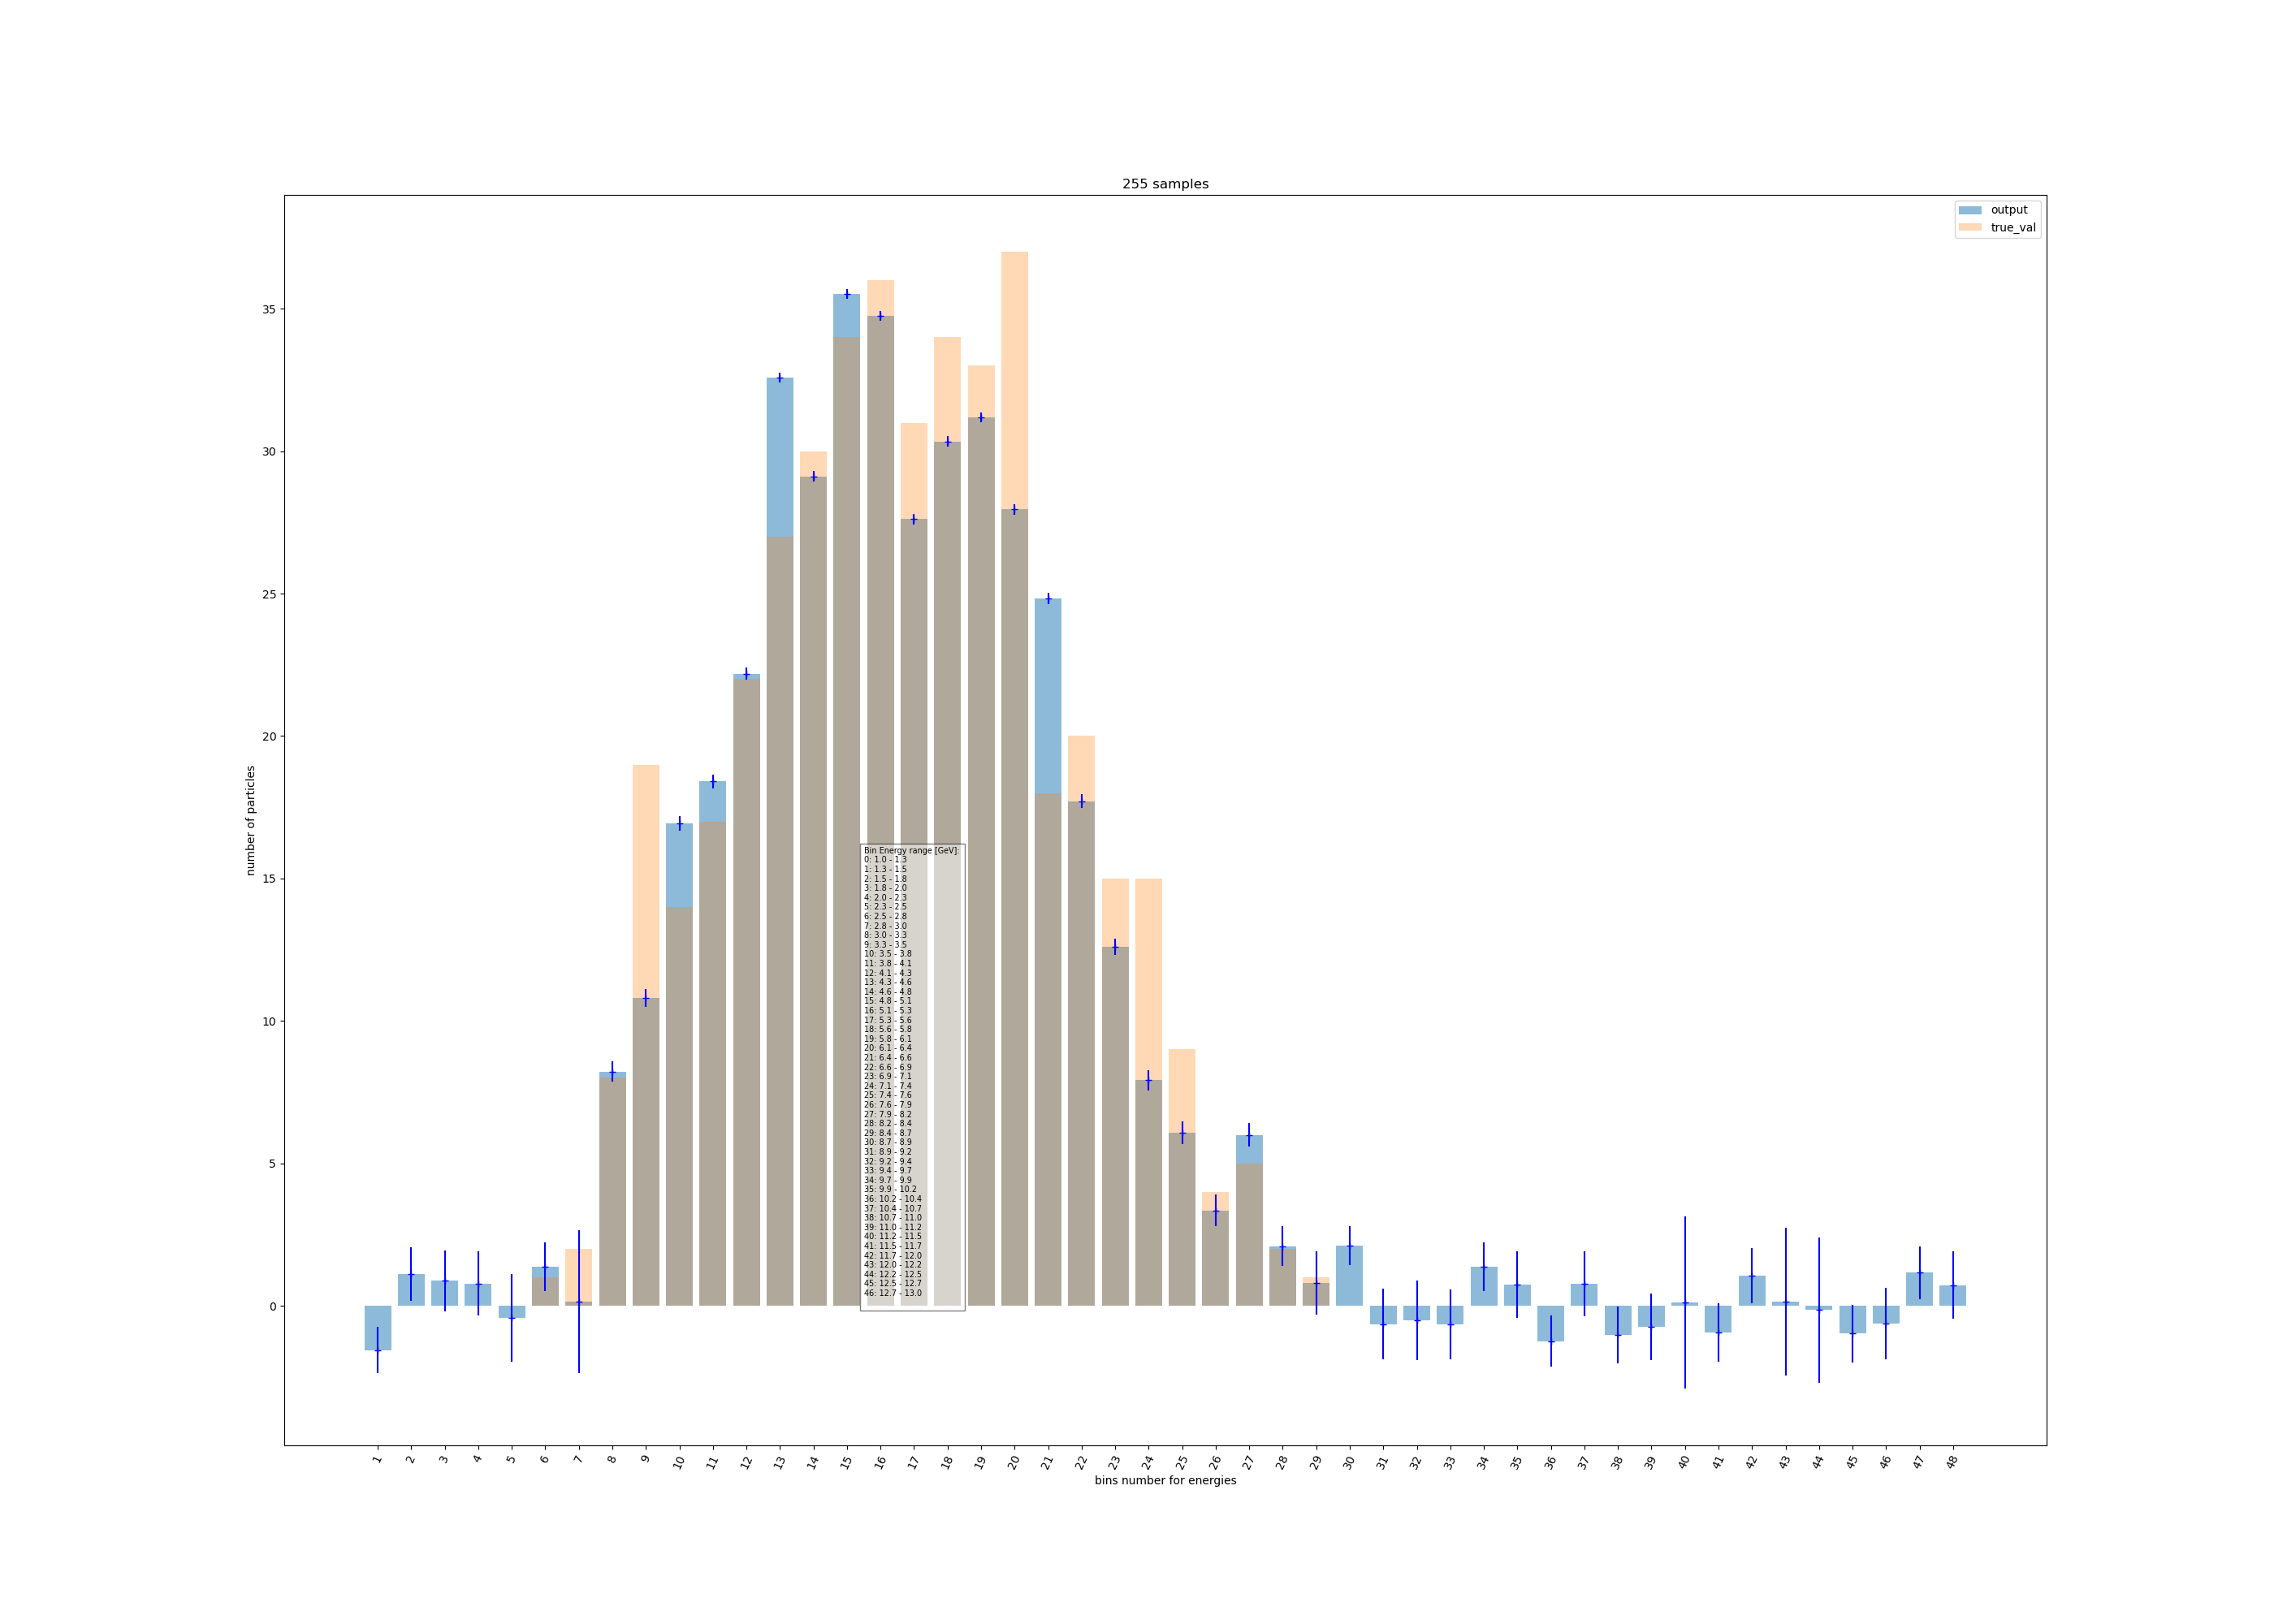 255 samples
output
true_val
35
30
25
20
15
10
5
0
number of particles
Bin Energy range [GeV]:
0: 1.0 - 1.3
1: 1.3 - 1.5
2: 1.5 - 1.8
3: 1.8 - 2.0
4: 2.0 - 2.3
5: 2.3 - 2.5
6: 2.5 - 2.8
7: 2.8 - 3.0
8: 3.0 - 3.3
9: 3.3 - 3.5
10: 3.5 - 3.8
11: 3.8 - 4.1
12: 4.1 - 4.3
13: 4.3 - 4.6
14: 4.6 - 4.8
15: 4.8 - 5.1
16: 5.1 - 5.3
17: 5.3 - 5.6
18: 5.6 - 5.8
19: 5.8 - 6.1
20: 6.1 - 6.4
21: 6.4 - 6.6
22: 6.6 - 6.9
23: 6.9 - 7.1
24: 7.1 - 7.4
25: 7.4 - 7.6
26: 7.6 - 7.9
27: 7.9 - 8.2
28: 8.2 - 8.4
29: 8.4 - 8.7
30: 8.7 - 8.9
31: 8.9 - 9.2
32: 9.2 - 9.4
33: 9.4 - 9.7
34: 9.7 - 9.9
35: 9.9 - 10.2
36: 10.2 - 10.4
37: 10.4 - 10.7
38: 10.7 - 11.0
39: 11.0 - 11.2
40: 11.2 - 11.5
41: 11.5 - 11.7
42: 11.7 - 12.0
43: 12.0 - 12.2
44: 12.2 - 12.5
45: 12.5 - 12.7
46: 12.7 - 13.0
1 2 3 4 5 6 7 8 9 10 11 12 13 14 15 16 17 18 19 20 21 22 23 24 25 26 27 28 29 30 31 32 33 34 35 36 37 38 39 40 41 42 43 44 45 46 47 48
bins number for energies